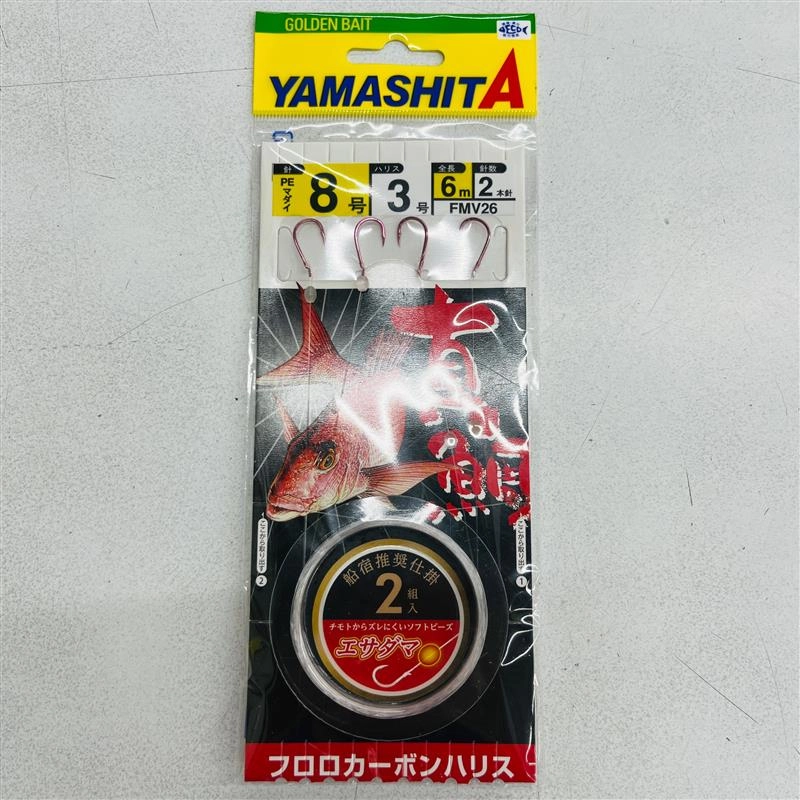 GOLDEN BAIT
YAMASHITA
針 ハリス 全長 針数
PEマダイ 8号 3号 6m 2本針
FMV26
真鯛
ここから取り出す ②
ここから取り出す ①
船宿推奨仕掛
2組入
チモトからズレにくいソフトビーズ
エサダマ
フロロカーボンハリス